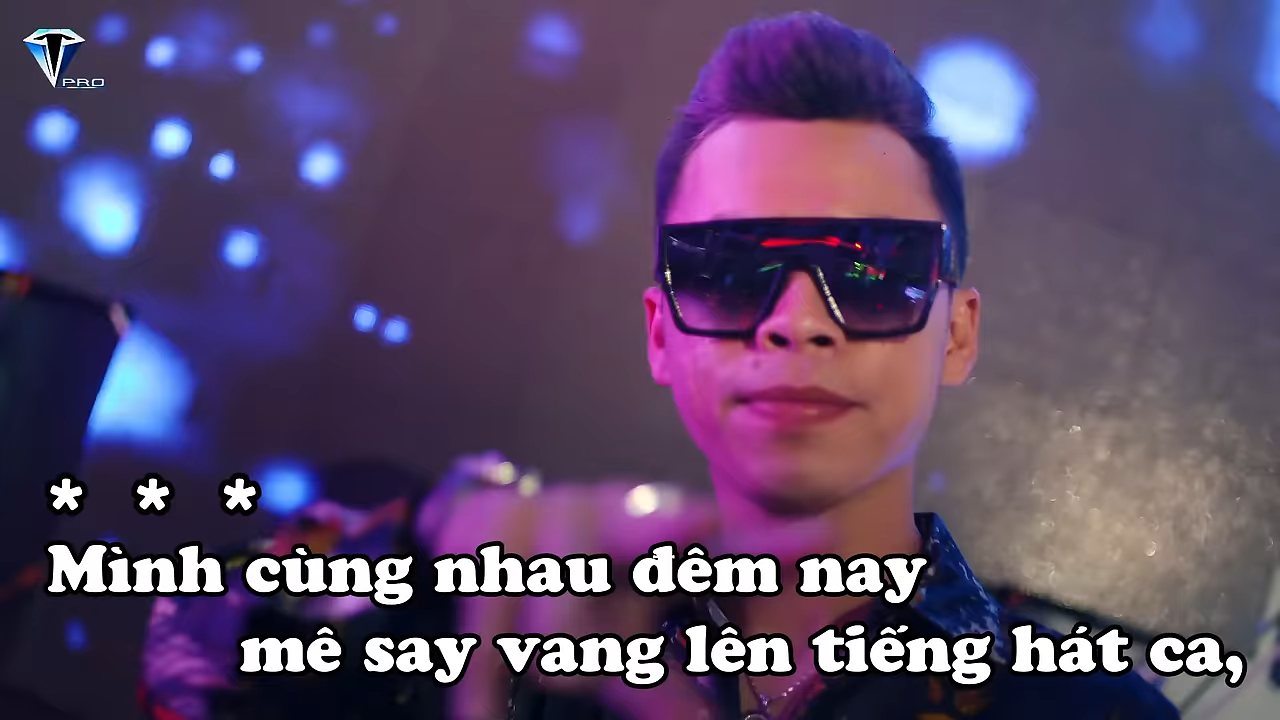 PRO
* * *
Mình cùng nhau đêm nay
mê say vang lên tiếng hát ca,